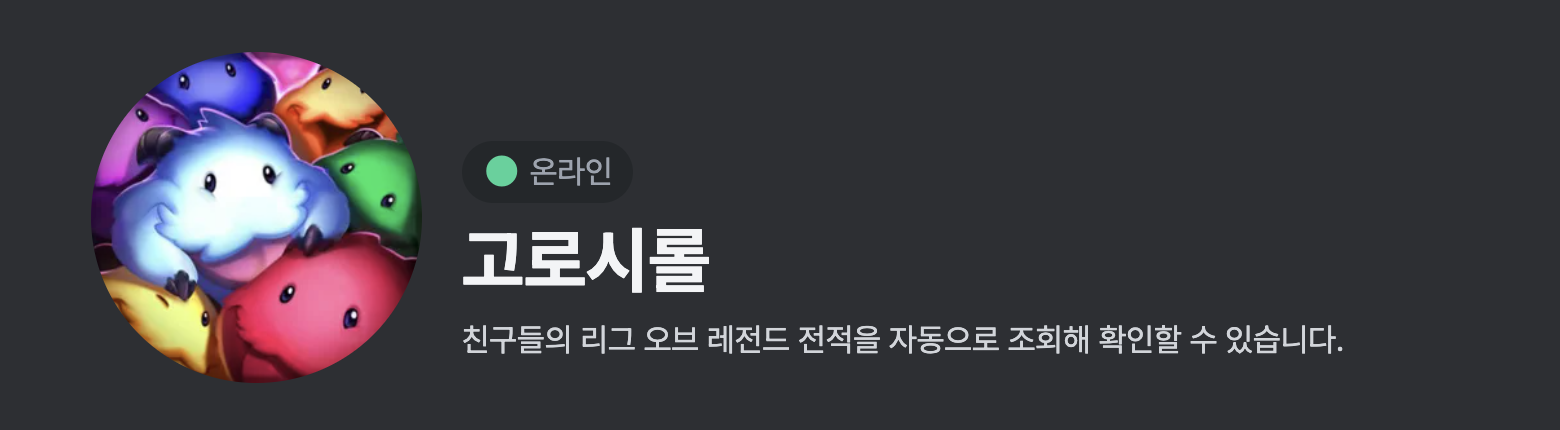 온라인
고로시롤
친구들의 리그 오브 레전드 전적을 자동으로 조회해 확인할 수 있습니다.